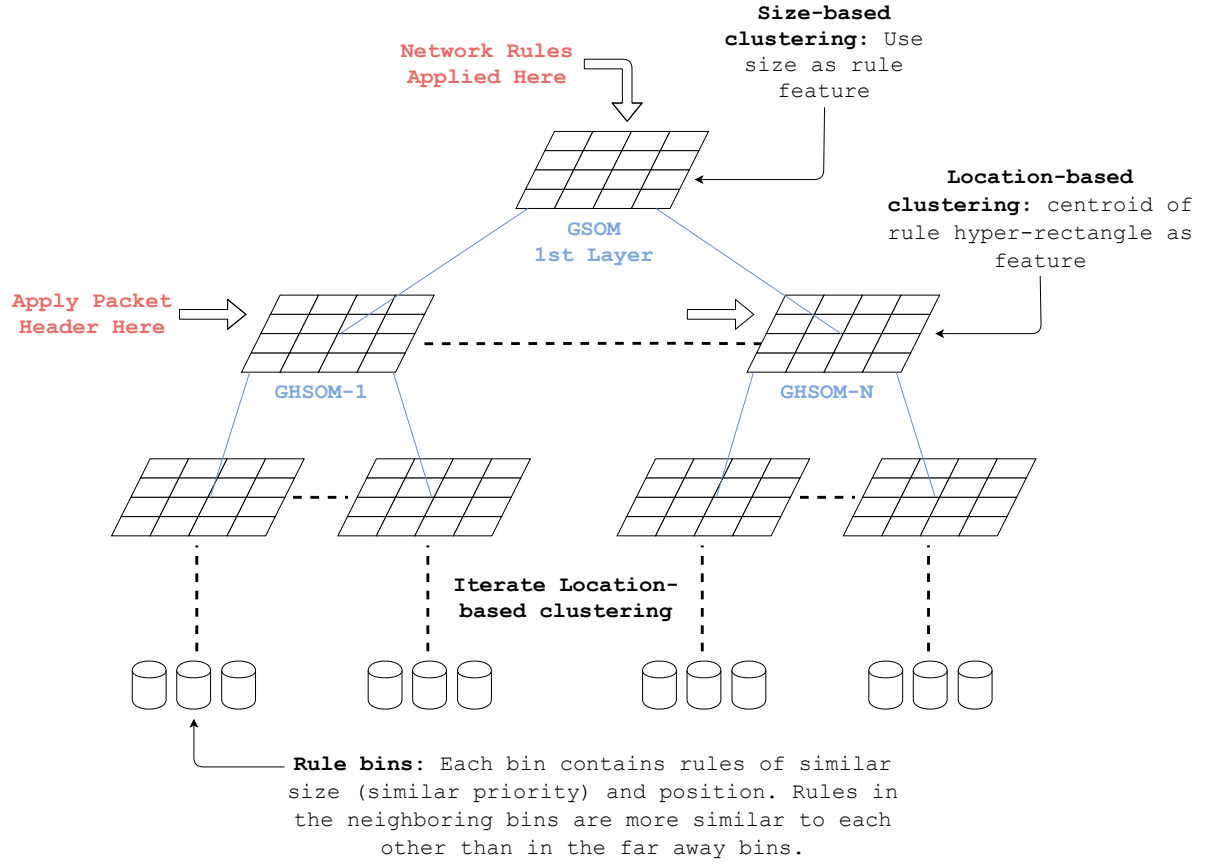 Size-based
clustering: Use
size as rule
feature
Network Rules
Applied Here
Location-based
clustering: centroid of
rule hyper-rectangle as
feature
GSOM
1st Layer
Apply Packet
Header Here
GHSOM-1
GHSOM-N
Iterate Location-
based clustering
Rule bins: Each bin contains rules of similar
size (similar priority) and position. Rules in
the neighboring bins are more similar to each
other than in the far away bins.